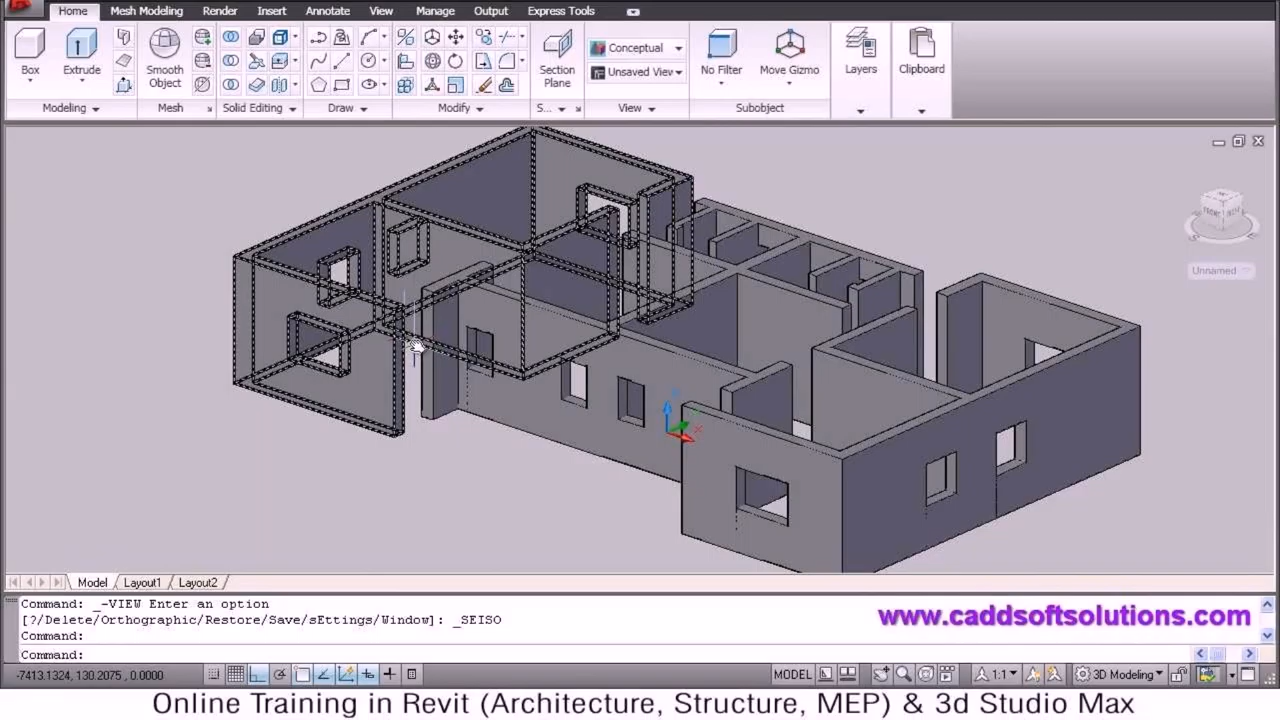 Home Mesh Modeling Render Insert Annotate View Manage Output Express Tools
Box Extrude Smooth Object Section Plane Conceptual Unsaved View No Filter Move Gizmo Layers Clipboard
Modeling Mesh Solid Editing Draw Modify S... View Subobject
Unnamed
Model Layout1 Layout2
Command: _-VIEW Enter an option
[?/Delete/Orthographic/Restore/Save/sEttings/Window]: _SEISO
www.caddsoftsolutions.com
Command:
Command:
-7413.1324, 130.2075, 0.0000 MODEL 1:1 3D Modeling
Online Training in Revit (Architecture, Structure, MEP) & 3d Studio Max